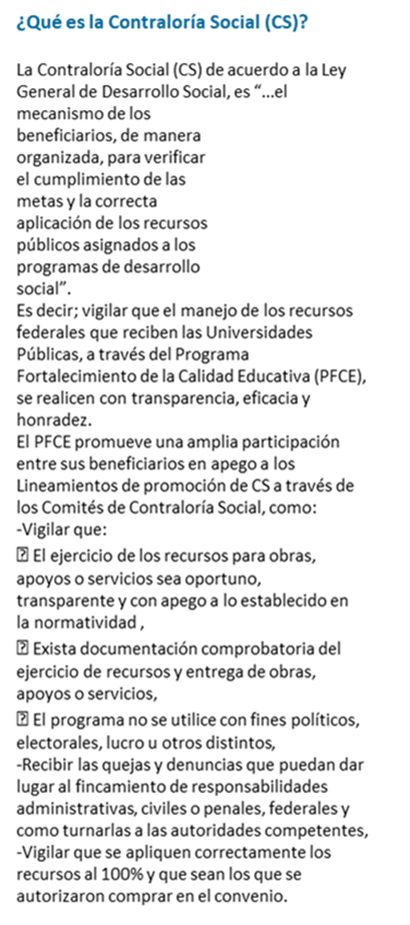 ¿Qué es la Contraloría Social (CS)?
La Contraloría Social (CS) de acuerdo a la Ley
General de Desarrollo Social, es “...el
mecanismo de los
beneficiarios, de manera
organizada, para verificar
el cumplimiento de las
metas y la correcta
aplicación de los recursos
públicos asignados a los
programas de desarrollo
social”.
Es decir; vigilar que el manejo de los recursos
federales que reciben las Universidades
Públicas, a través del Programa
Fortalecimiento de la Calidad Educativa (PFCE),
se realicen con transparencia, eficacia y
honradez.
El PFCE promueve una amplia participación
entre sus beneficiarios en apego a los
Lineamientos de promoción de CS a través de
los Comités de Contraloría Social, como:
-Vigilar que:
⍰ El ejercicio de los recursos para obras,
apoyos o servicios sea oportuno,
transparente y con apego a lo establecido en
la normatividad ,
⍰ Exista documentación comprobatoria del
ejercicio de recursos y entrega de obras,
apoyos o servicios,
⍰ El programa no se utilice con fines políticos,
electorales, lucro u otros distintos,
-Recibir las quejas y denuncias que puedan dar
lugar al fincamiento de responsabilidades
administrativas, civiles o penales, federales y
como turnarlas a las autoridades competentes,
-Vigilar que se apliquen correctamente los
recursos al 100% y que sean los que se
autorizaron comprar en el convenio.